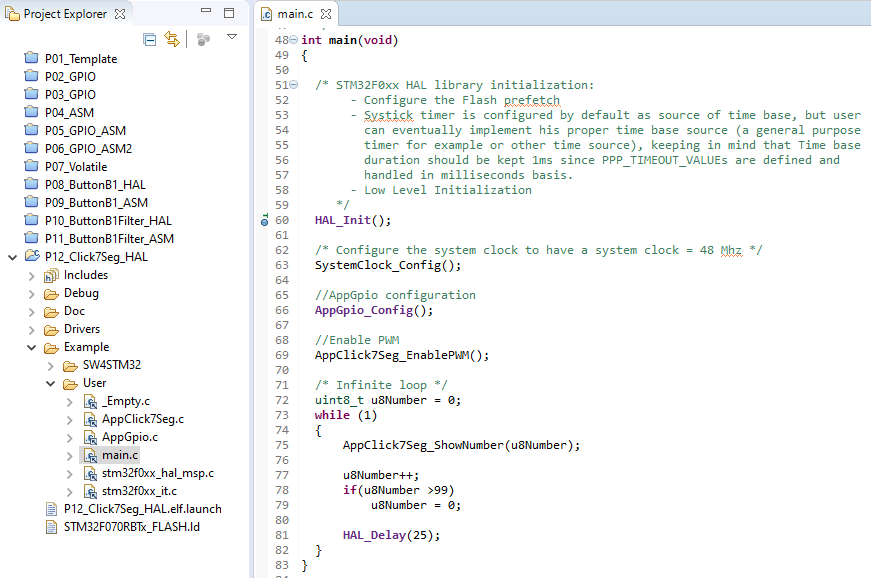 Project Explorer
P01_Template
P02_GPIO
P03_GPIO
P04_ASM
P05_GPIO_ASM
P06_GPIO_ASM2
P07_Volatile
P08_ButtonB1_HAL
P09_ButtonB1_ASM
P10_ButtonB1Filter_HAL
P11_ButtonB1Filter_ASM
P12_Click7Seg_HAL
Includes
Debug
Doc
Drivers
Example
SW4STM32
User
_Empty.c
AppClick7Seg.c
AppGpio.c
main.c
stm32f0xx_hal_msp.c
stm32f0xx_it.c
P12_Click7Seg_HAL.elf.launch
STM32F070RBTx_FLASH.ld
main.c
48 int main(void)
49 {
50
51 /* STM32F0xx HAL library initialization:
52 - Configure the Flash prefetch
53 - Systick timer is configured by default as source of time base, but user
54 can eventually implement his proper time base source (a general purpose
55 timer for example or other time source), keeping in mind that Time base
56 duration should be kept 1ms since PPP_TIMEOUT_VALUEs are defined and
57 handled in milliseconds basis.
58 - Low Level Initialization
59 */
60 HAL_Init();
61
62 /* Configure the system clock to have a system clock = 48 Mhz */
63 SystemClock_Config();
64
65 //AppGpio configuration
66 AppGpio_Config();
67
68 //Enable PWM
69 AppClick7Seg_EnablePWM();
70
71 /* Infinite loop */
72 uint8_t u8Number = 0;
73 while (1)
74 {
75 AppClick7Seg_ShowNumber(u8Number);
76
77 u8Number++;
78 if(u8Number >99)
79 u8Number = 0;
80
81 HAL_Delay(25);
82 }
83 }